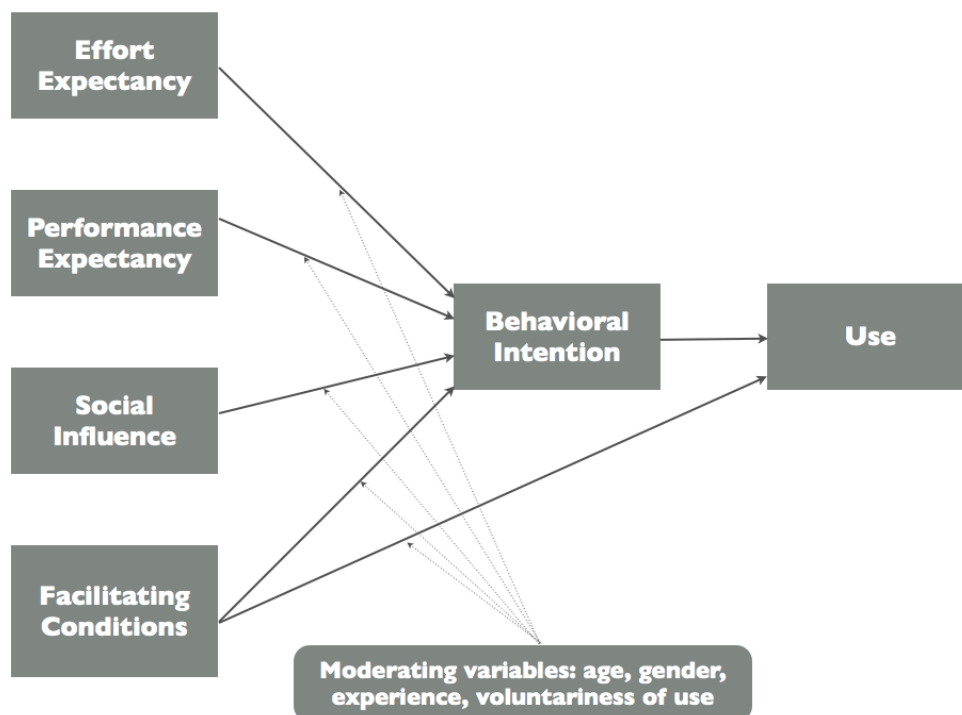 Effort
Expectancy
Performance
Expectancy
Social
Influence
Facilitating
Conditions
Behavioral
Intention
Use
Moderating variables: age, gender,
experience, voluntariness of use